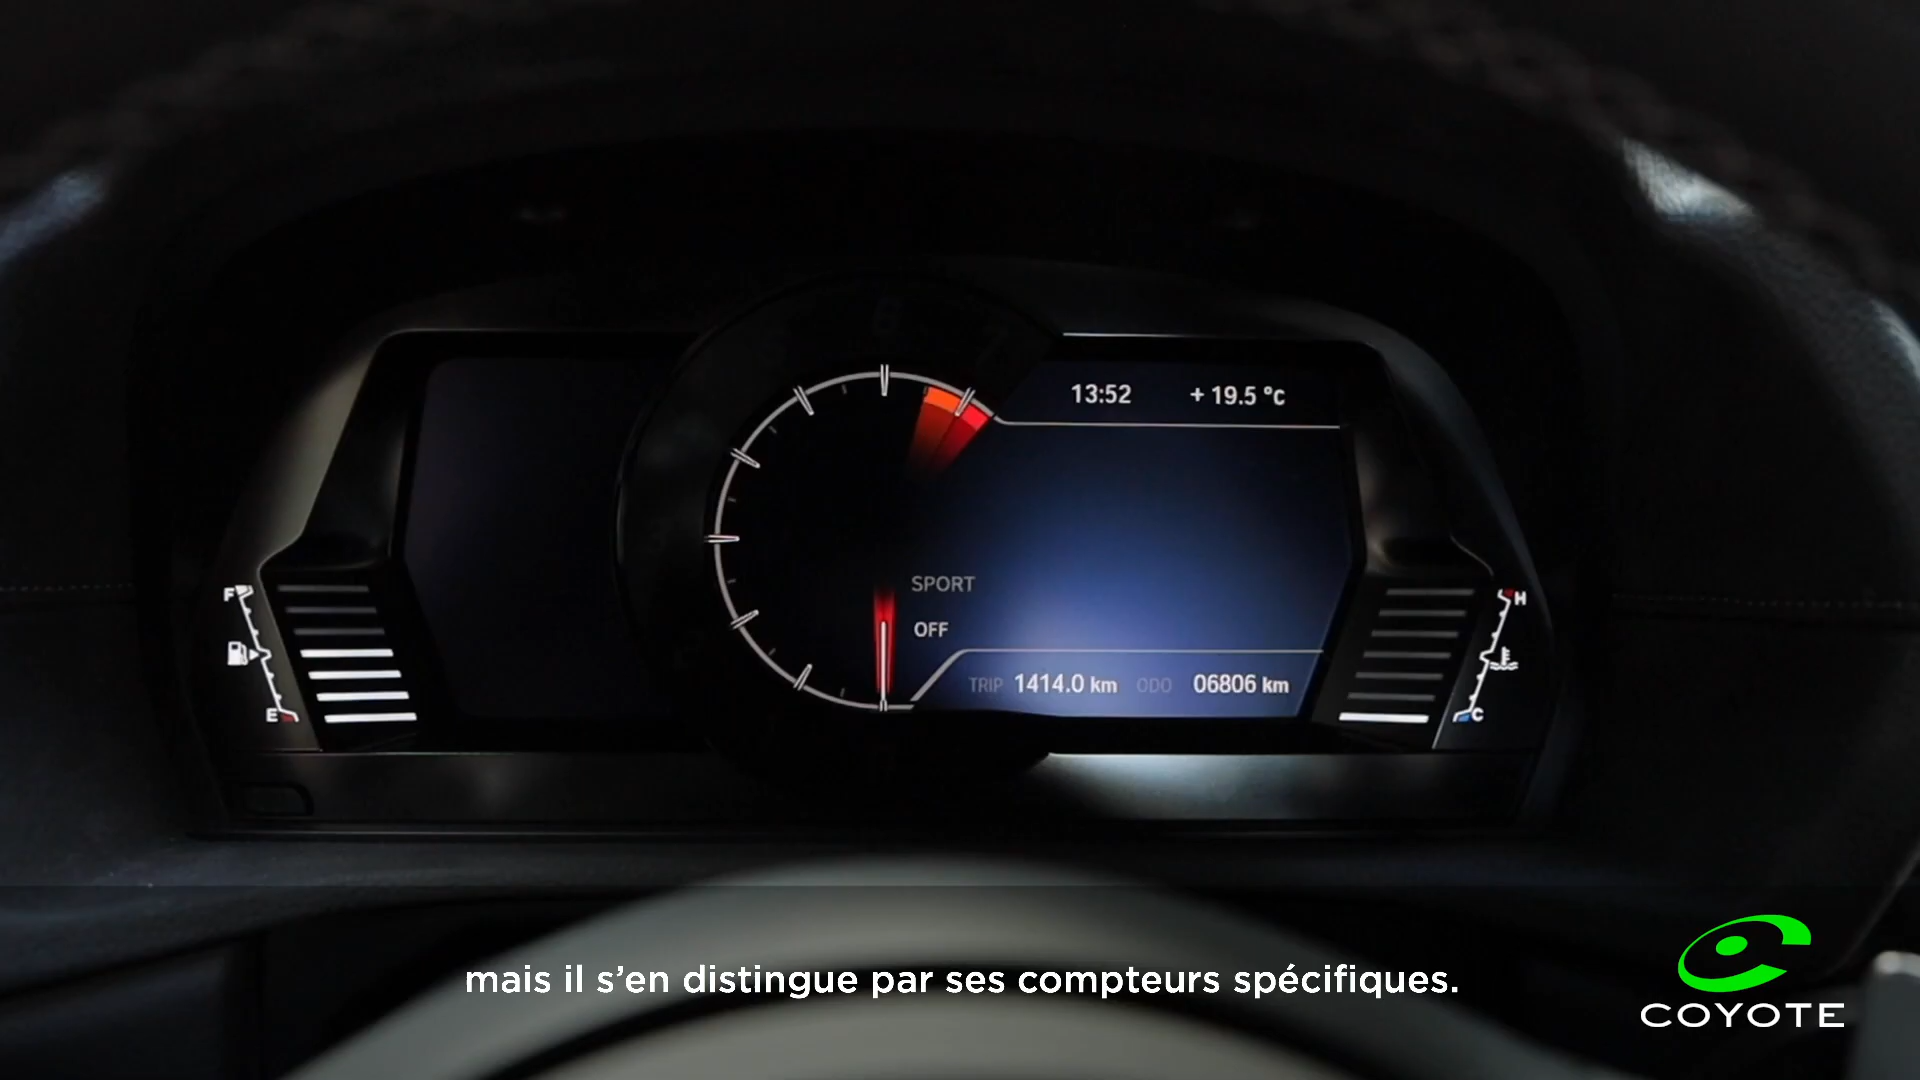 13:52 + 19.5 °C
SPORT
OFF
TRIP 1414.0 km ODO 06806 km
F
E
H
C
mais il s’en distingue par ses compteurs spécifiques.
COYOTE